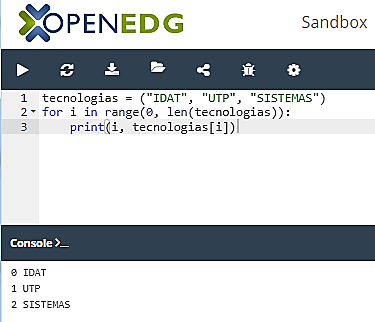 OPENEDG
Sandbox
1 tecnologias = ("IDAT", "UTP", "SISTEMAS")
2 for i in range(0, len(tecnologias)):
3     print(i, tecnologias[i])
Console >_
0 IDAT
1 UTP
2 SISTEMAS